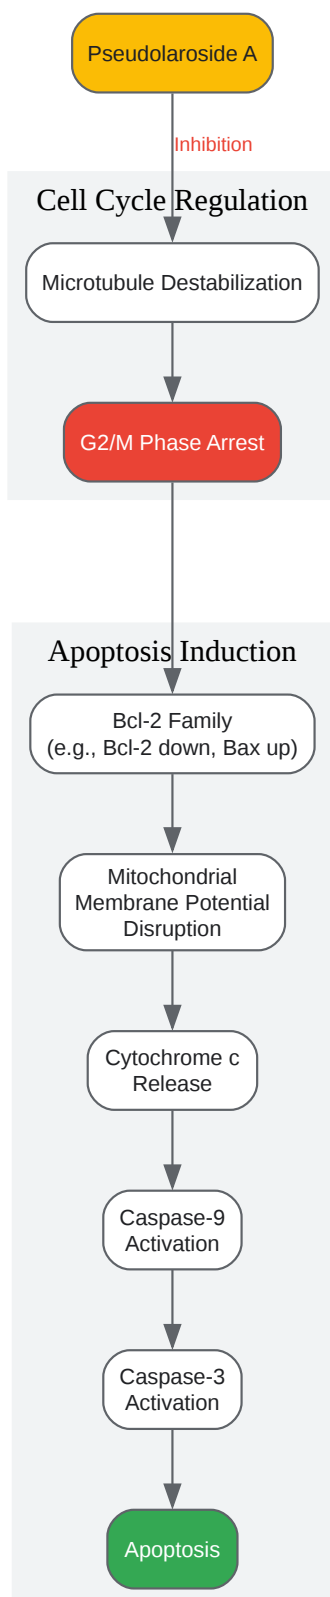 Pseudolaroside A
Inhibition
Cell Cycle Regulation
Microtubule Destabilization
G2/M Phase Arrest
Apoptosis Induction
Bcl-2 Family
(e.g., Bcl-2 down, Bax up)
Mitochondrial
Membrane Potential
Disruption
Cytochrome c
Release
Caspase-9
Activation
Caspase-3
Activation
Apoptosis